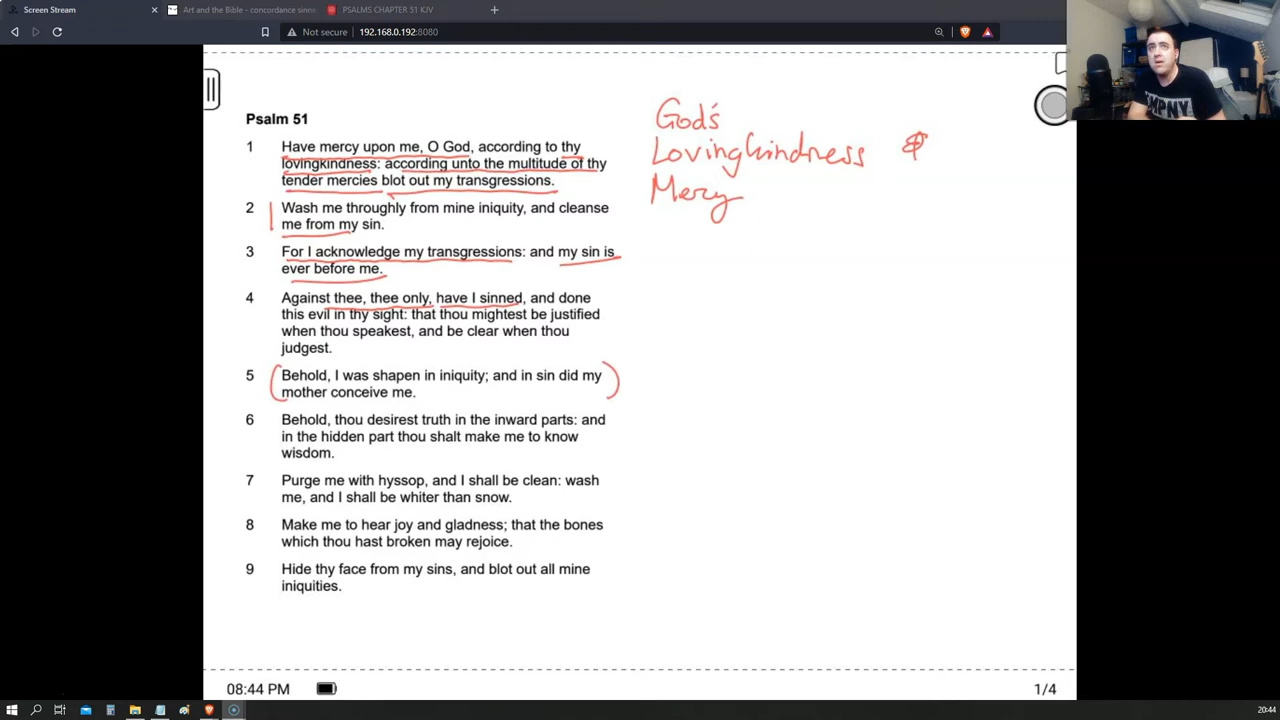 Screen Stream
Art and the Bible - concordance sinne
PSALMS CHAPTER 51 KJV
Not secure
192.168.0.192:8080
MPNY
Psalm 51
1 Have mercy upon me, O God, according to thy
lovingkindness: according unto the multitude of thy
tender mercies blot out my transgressions.
2 Wash me throughly from mine iniquity, and cleanse
me from my sin.
3 For I acknowledge my transgressions: and my sin is
ever before me.
4 Against thee, thee only, have I sinned, and done
this evil in thy sight: that thou mightest be justified
when thou speakest, and be clear when thou
judgest.
5 Behold, I was shapen in iniquity; and in sin did my
mother conceive me.
6 Behold, thou desirest truth in the inward parts: and
in the hidden part thou shalt make me to know
wisdom.
7 Purge me with hyssop, and I shall be clean: wash
me, and I shall be whiter than snow.
8 Make me to hear joy and gladness; that the bones
which thou hast broken may rejoice.
9 Hide thy face from my sins, and blot out all mine
iniquities.
God's
Lovingkindness
Mercy
08:44 PM
1/4
20:44